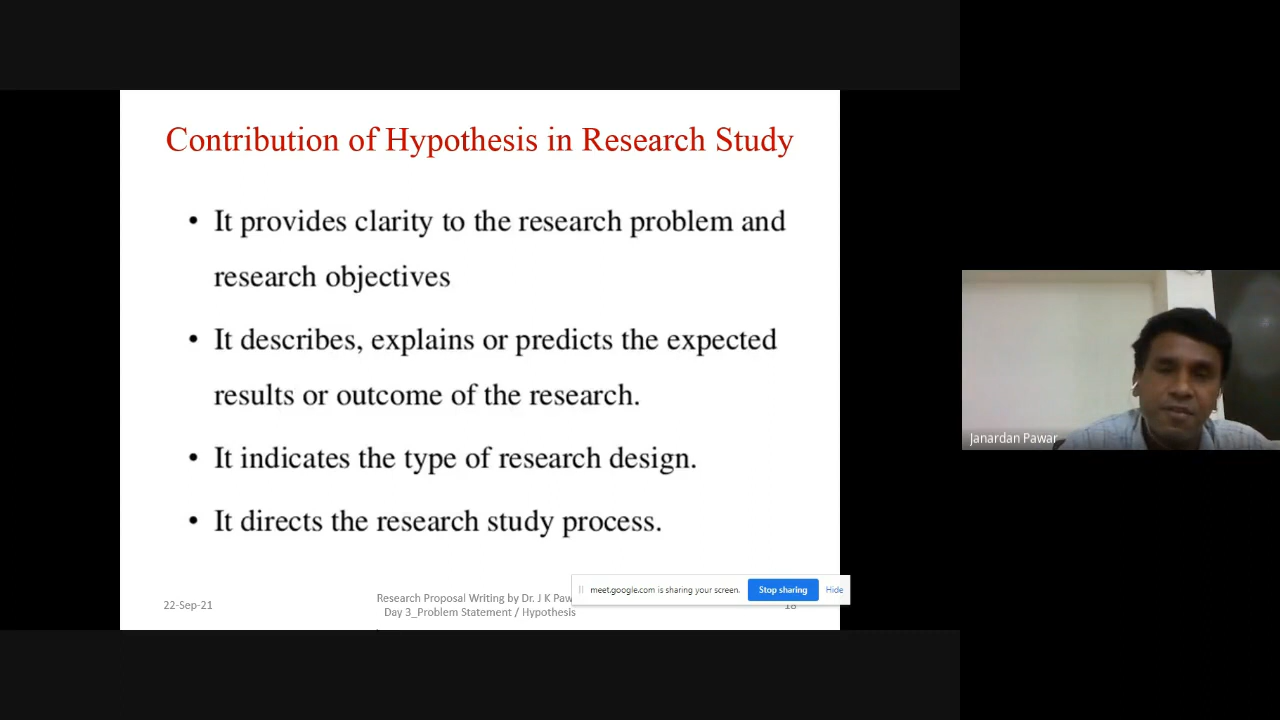 Contribution of Hypothesis in Research Study
• It provides clarity to the research problem and
research objectives
• It describes, explains or predicts the expected
results or outcome of the research.
• It indicates the type of research design.
• It directs the research study process.
22-Sep-21
Research Proposal Writing by Dr. J K Paw
Day 3_Problem Statement / Hypothesis
18
meet.google.com is sharing your screen.
Stop sharing
Hide
Janardan Pawar